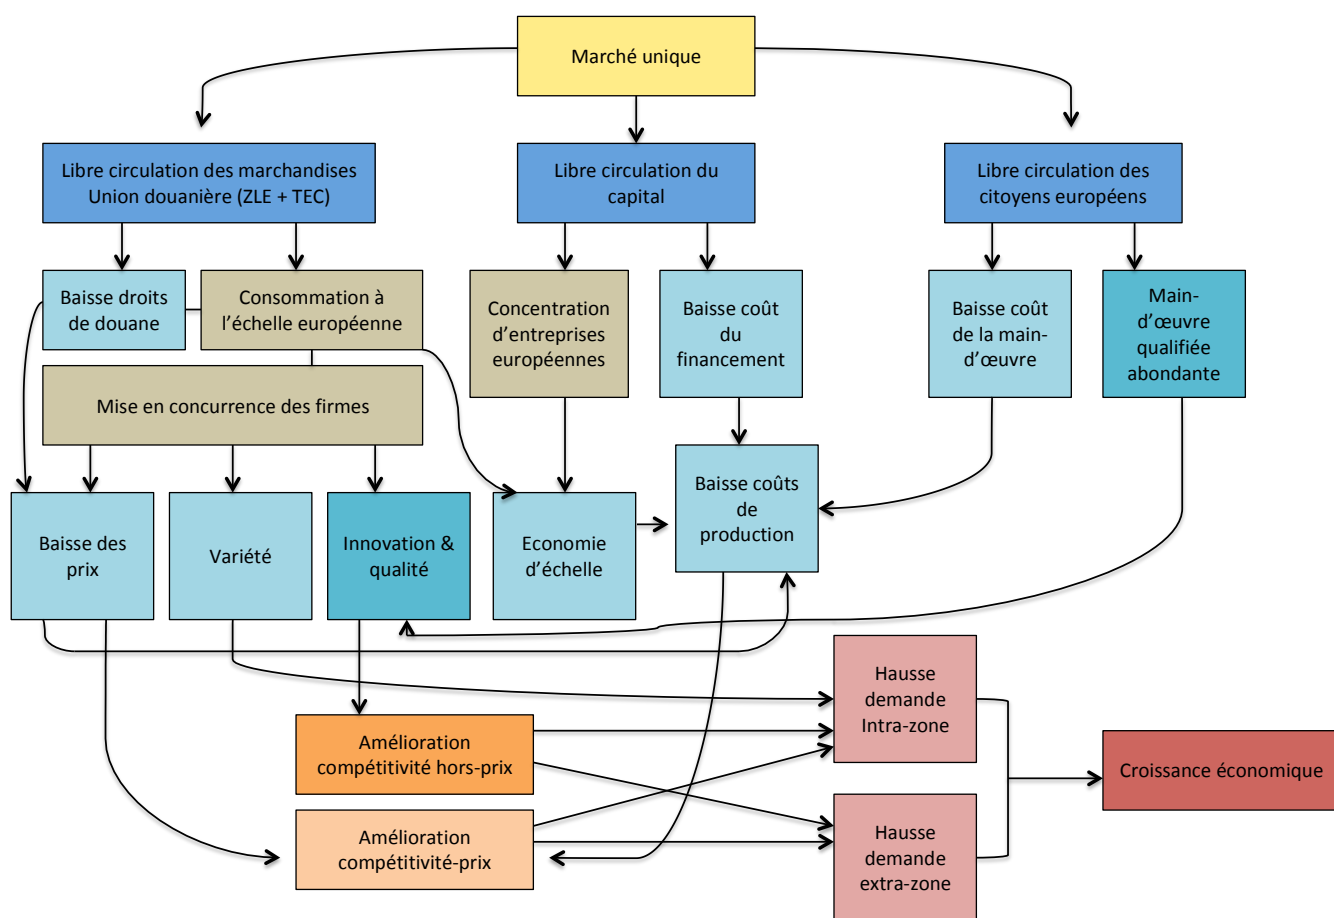 Marché unique
Libre circulation des marchandises
Union douanière (ZLE + TEC)
Libre circulation du
capital
Libre circulation des
citoyens européens
Baisse droits
de douane
Consommation à
l’échelle européenne
Concentration
d’entreprises
européennes
Baisse coût
du
financement
Baisse coût
de la main-
d’œuvre
Main-
d’œuvre
qualifiée
abondante
Mise en concurrence des firmes
Baisse des
prix
Variété
Innovation &
qualité
Economie
d’échelle
Baisse coûts
de
production
Hausse
demande
Intra-zone
Amélioration
compétitivité hors-prix
Croissance économique
Amélioration
compétitivité-prix
Hausse
demande
extra-zone